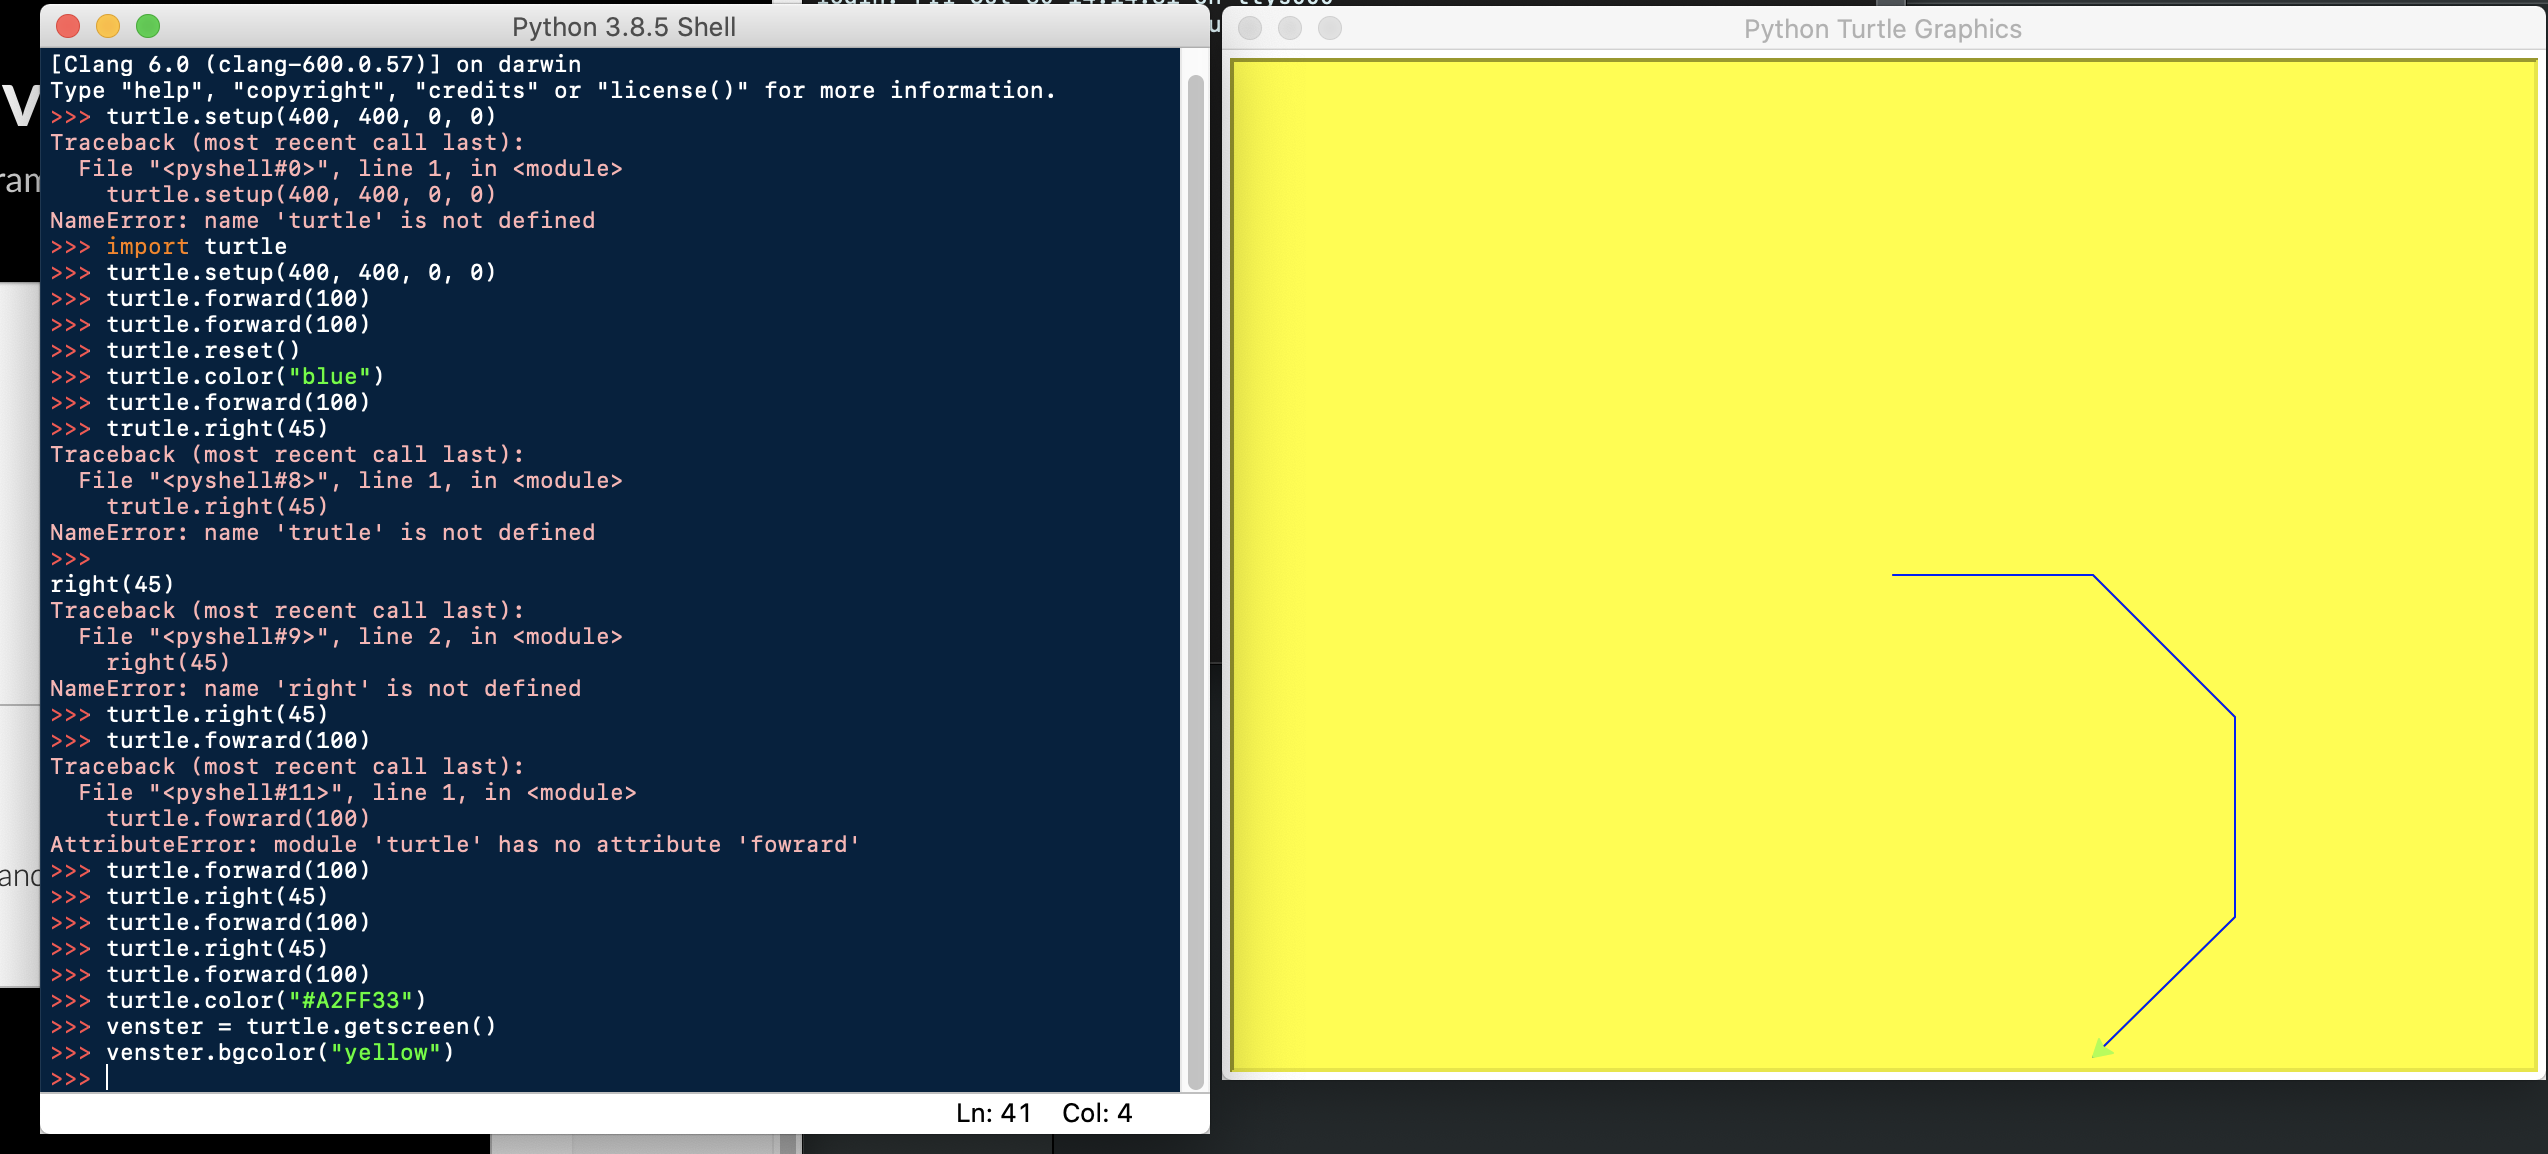 Python 3.8.5 Shell
[Clang 6.0 (clang-600.0.57)] on darwin
Type "help", "copyright", "credits" or "license()" for more information.
>>> turtle.setup(400, 400, 0, 0)
Traceback (most recent call last):
  File "<pyshell#0>", line 1, in <module>
    turtle.setup(400, 400, 0, 0)
NameError: name 'turtle' is not defined
>>> import turtle
>>> turtle.setup(400, 400, 0, 0)
>>> turtle.forward(100)
>>> turtle.forward(100)
>>> turtle.reset()
>>> turtle.color("blue")
>>> turtle.forward(100)
>>> trutle.right(45)
Traceback (most recent call last):
  File "<pyshell#8>", line 1, in <module>
    trutle.right(45)
NameError: name 'trutle' is not defined
>>>
right(45)
Traceback (most recent call last):
  File "<pyshell#9>", line 2, in <module>
    right(45)
NameError: name 'right' is not defined
>>> turtle.right(45)
>>> turtle.fowrard(100)
Traceback (most recent call last):
  File "<pyshell#11>", line 1, in <module>
    turtle.fowrard(100)
AttributeError: module 'turtle' has no attribute 'fowrard'
>>> turtle.forward(100)
>>> turtle.right(45)
>>> turtle.forward(100)
>>> turtle.right(45)
>>> turtle.forward(100)
>>> turtle.color("#A2FF33")
>>> venster = turtle.getscreen()
>>> venster.bgcolor("yellow")
>>>
Ln: 41 Col: 4
Python Turtle Graphics